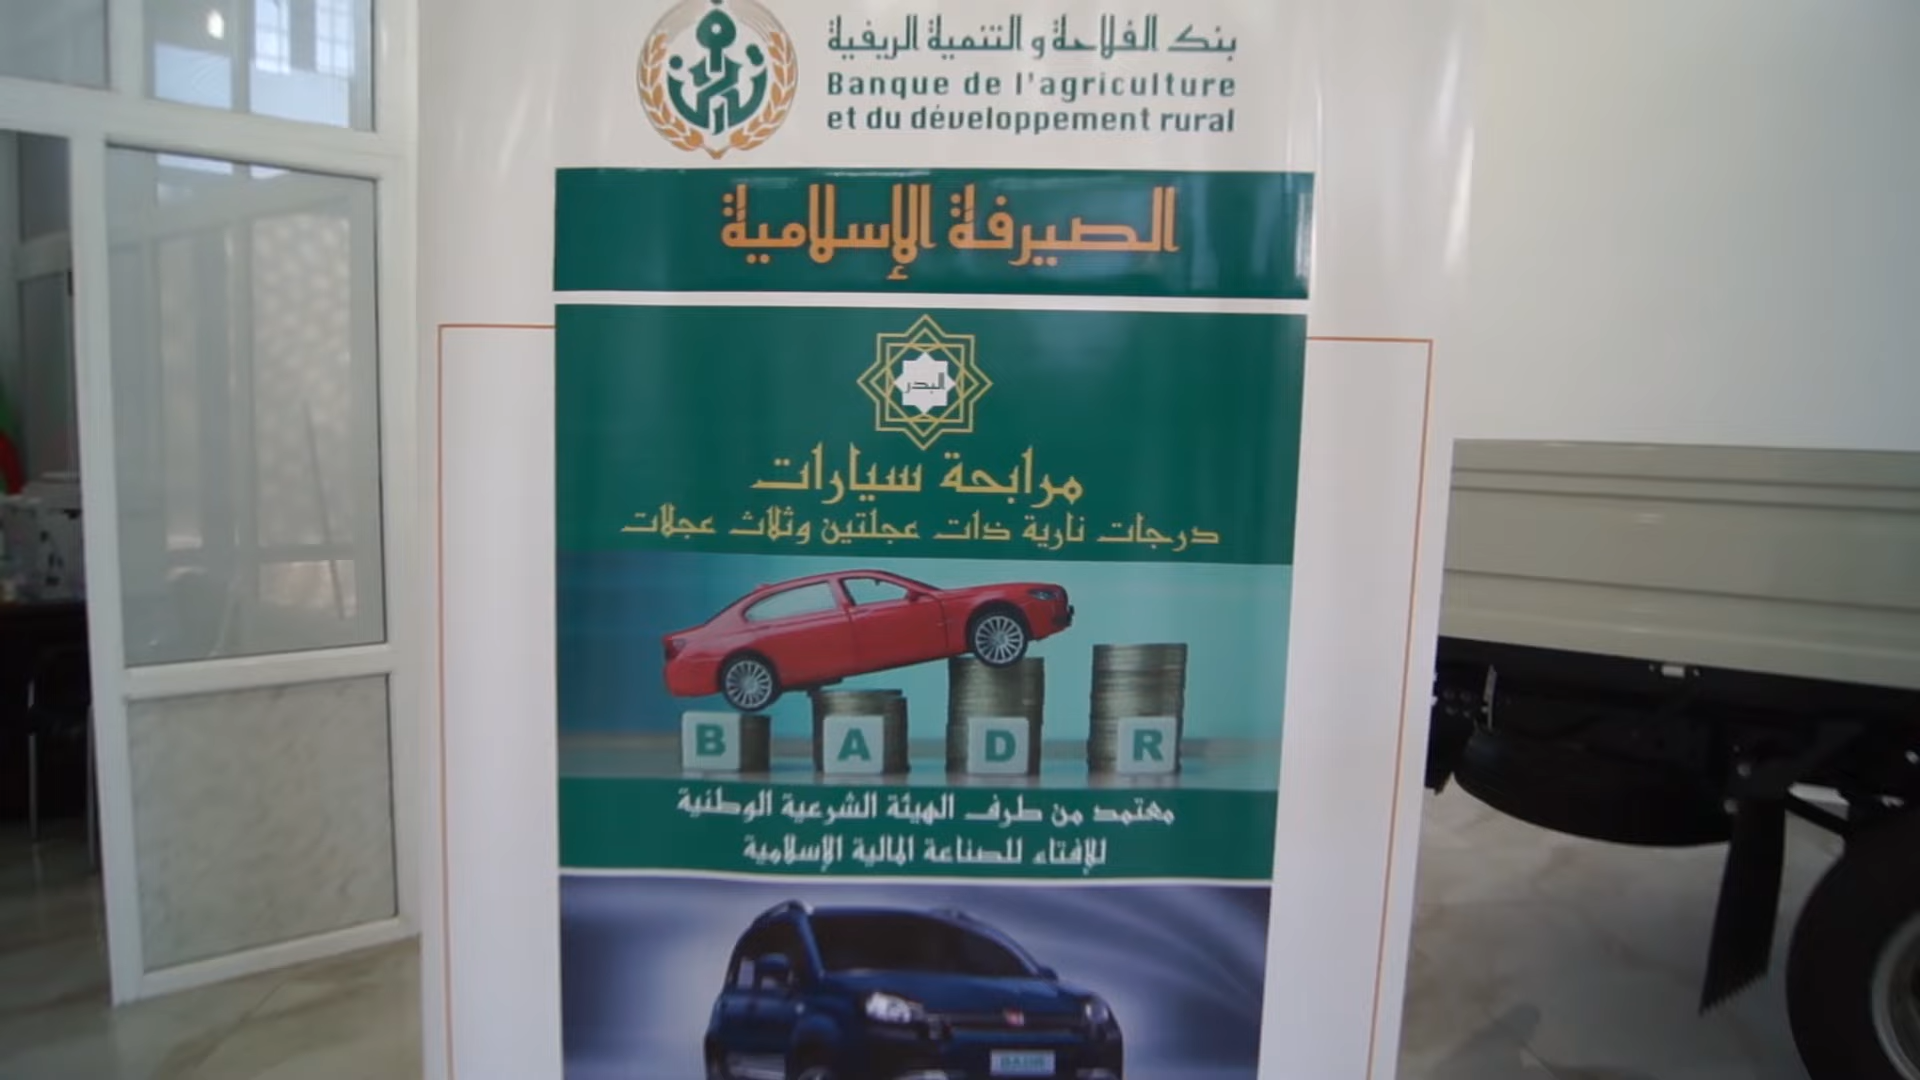 بنك الفلاحة و التنمية الريفية
Banque de l'agriculture
et du développement rural
الصيرفة الإسلامية
البدر
مرابحة سيارات
درجات نارية ذات عجلتين وثلاث عجلات
B A D R
معتمد من طرف الهيئة الشرعية الوطنية
للإفتاء للصناعة المالية الإسلامية
BADR